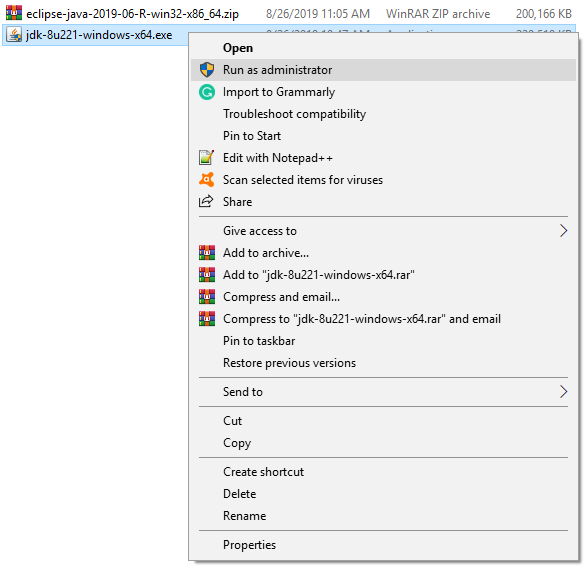 eclipse-java-2019-06-R-win32-x86_64.zip 8/26/2019 11:05 AM WinRAR ZIP archive 200,166 KB
jdk-8u221-windows-x64.exe
Open
Run as administrator
Import to Grammarly
Troubleshoot compatibility
Pin to Start
Edit with Notepad++
Scan selected items for viruses
Share
Give access to
Add to archive...
Add to "jdk-8u221-windows-x64.rar"
Compress and email...
Compress to "jdk-8u221-windows-x64.rar" and email
Pin to taskbar
Restore previous versions
Send to
Cut
Copy
Create shortcut
Delete
Rename
Properties